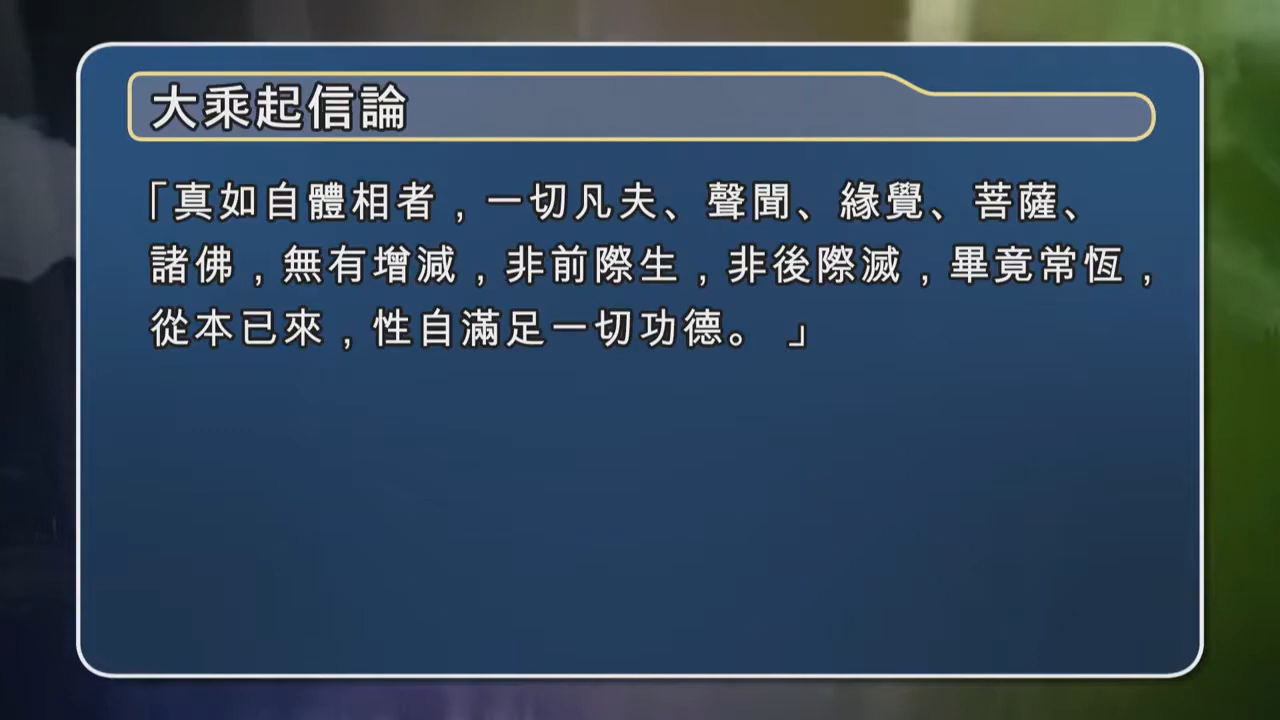 大乘起信論
「真如自體相者，一切凡夫、聲聞、緣覺、菩薩、
諸佛，無有增減，非前際生，非後際滅，畢竟常恆，
從本已來，性自滿足一切功德。」